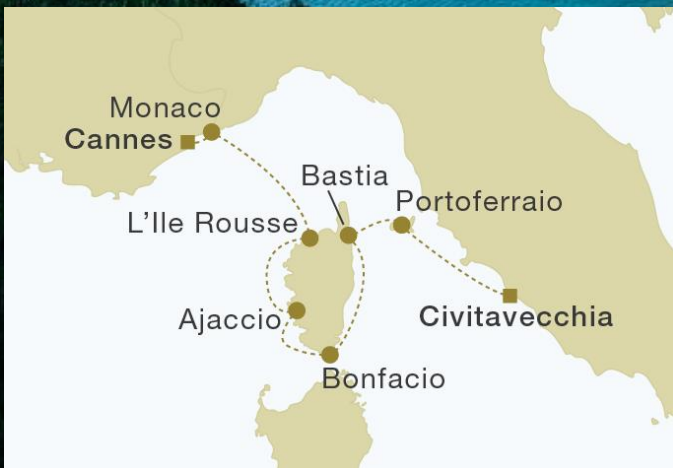 Monaco
Cannes
Bastia
Portoferraio
L'Ile Rousse
Ajaccio
Civitavecchia
Bonfacio